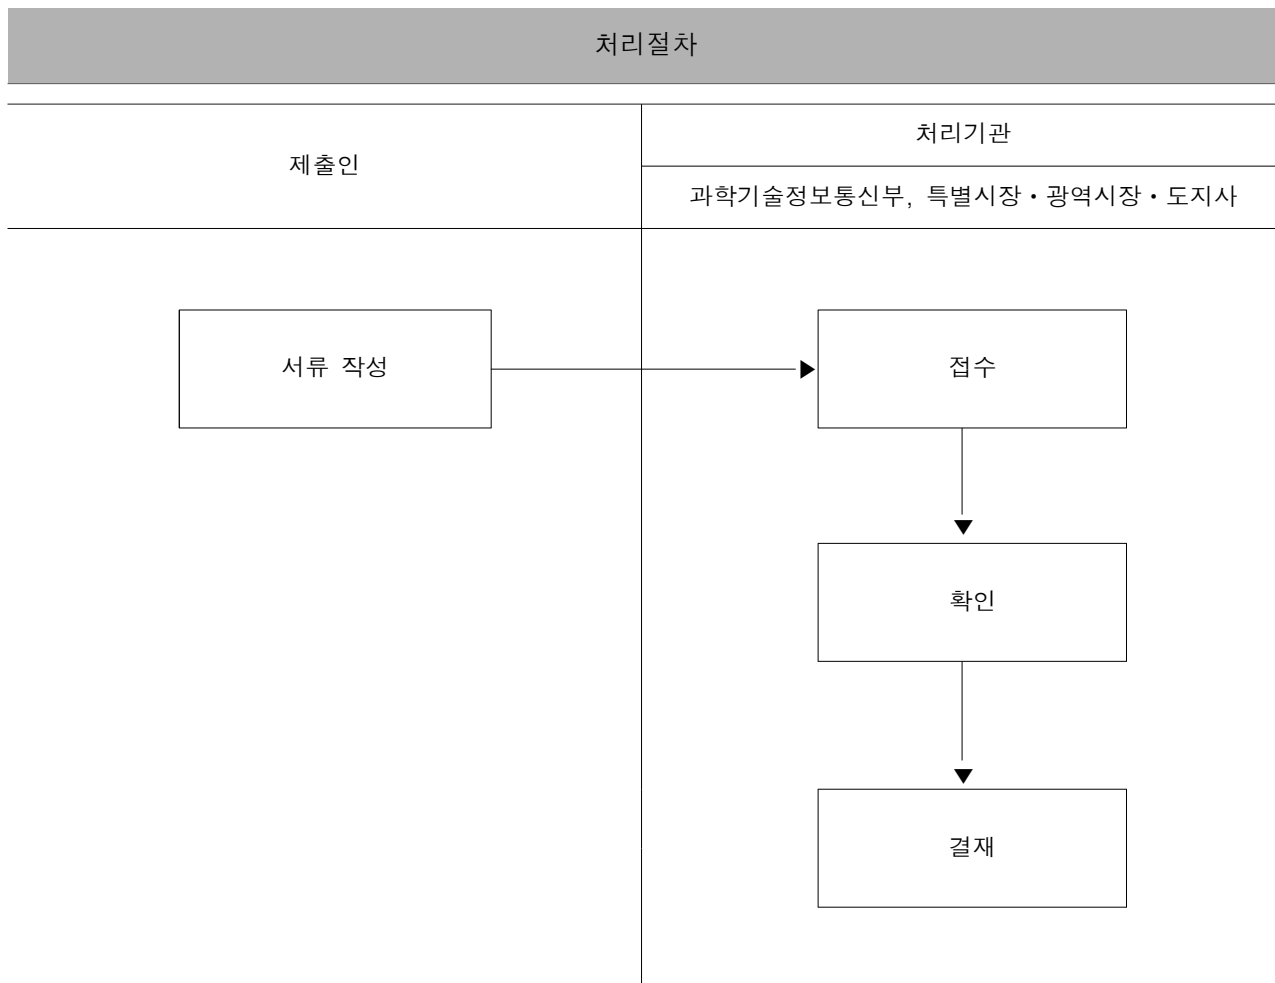 처리절차
제출인
처리기관
과학기술정보통신부, 특별시장·광역시장·도지사
서류 작성
접수
확인
결재